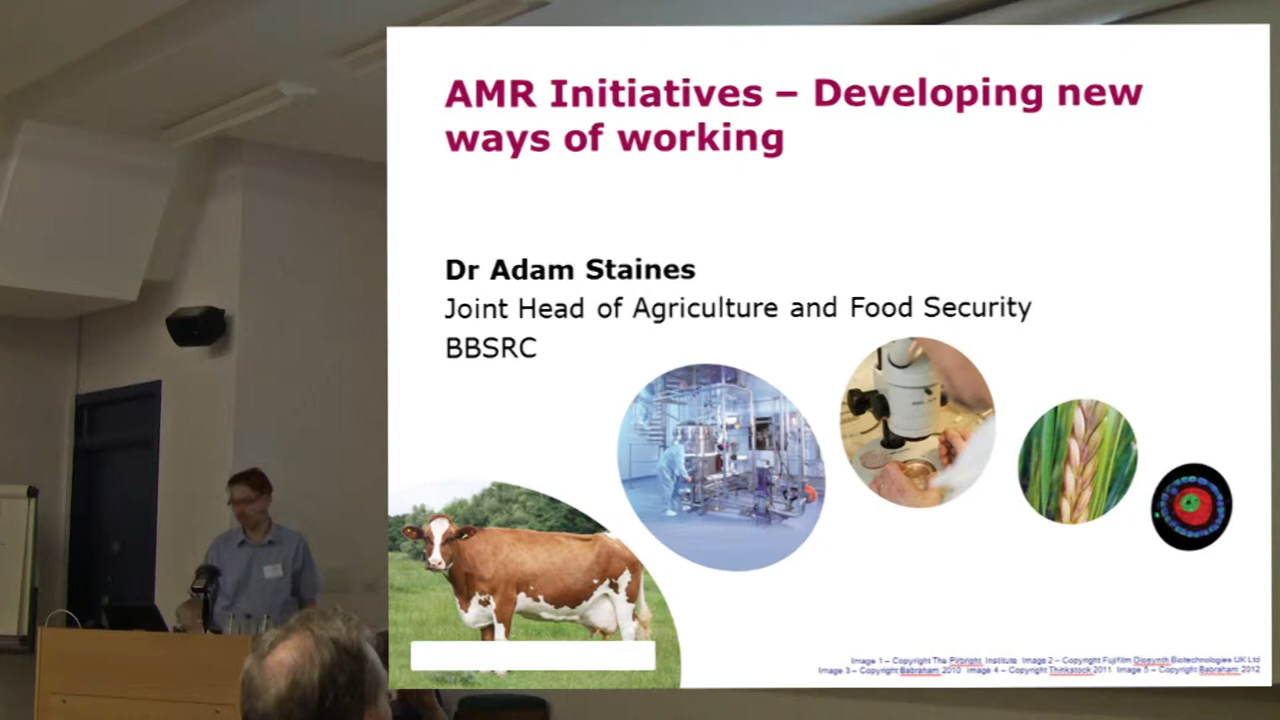 AMR Initiatives – Developing new
ways of working
Dr Adam Staines
Joint Head of Agriculture and Food Security
BBSRC
Image 1 – Copyright The Pirbright Institute Image 2 – Copyright Fujifilm Diosynth Biotechnologies UK Ltd
Image 3 – Copyright Babraham 2010 Image 4 – Copyright Thinkstock 2011 Image 5 – Copyright Babraham 2012